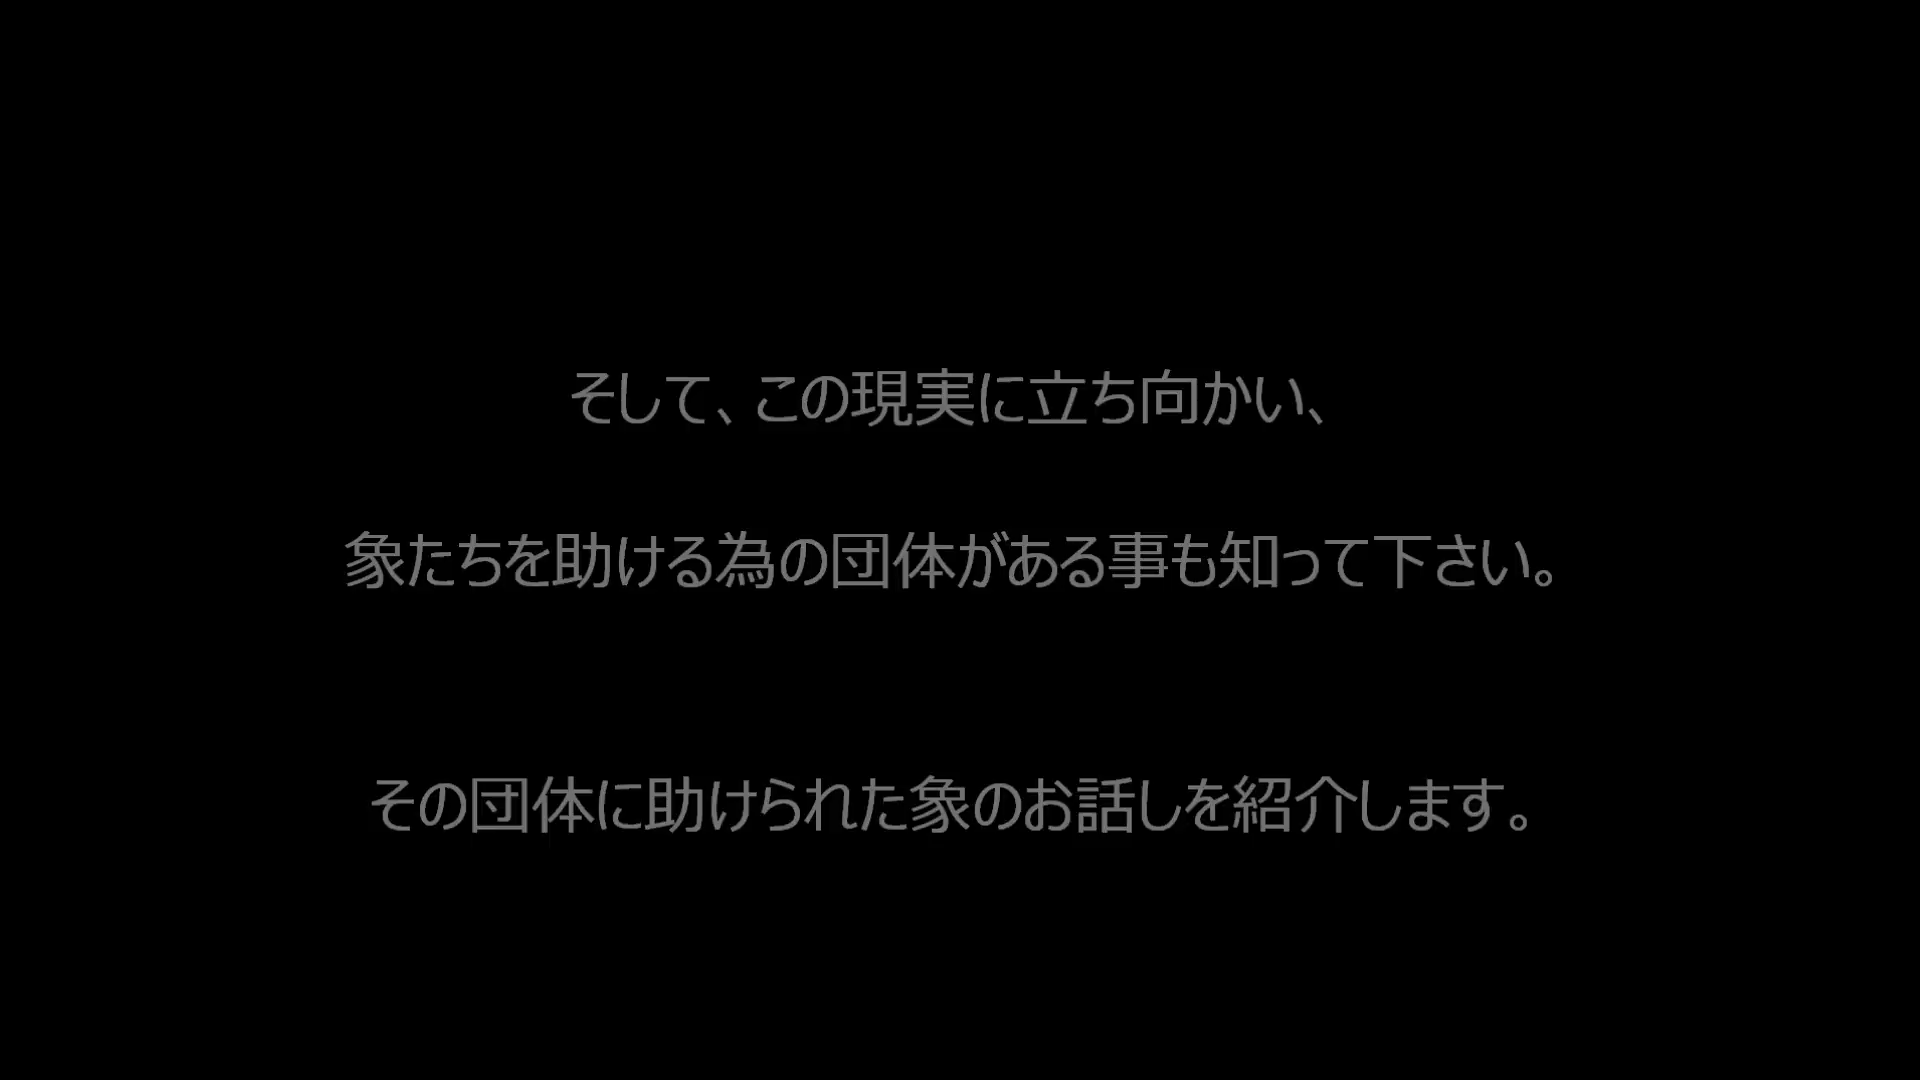 そして、この現実に立ち向かい、
象たちを助ける為の団体がある事も知って下さい。
その団体に助けられた象のお話しを紹介します。